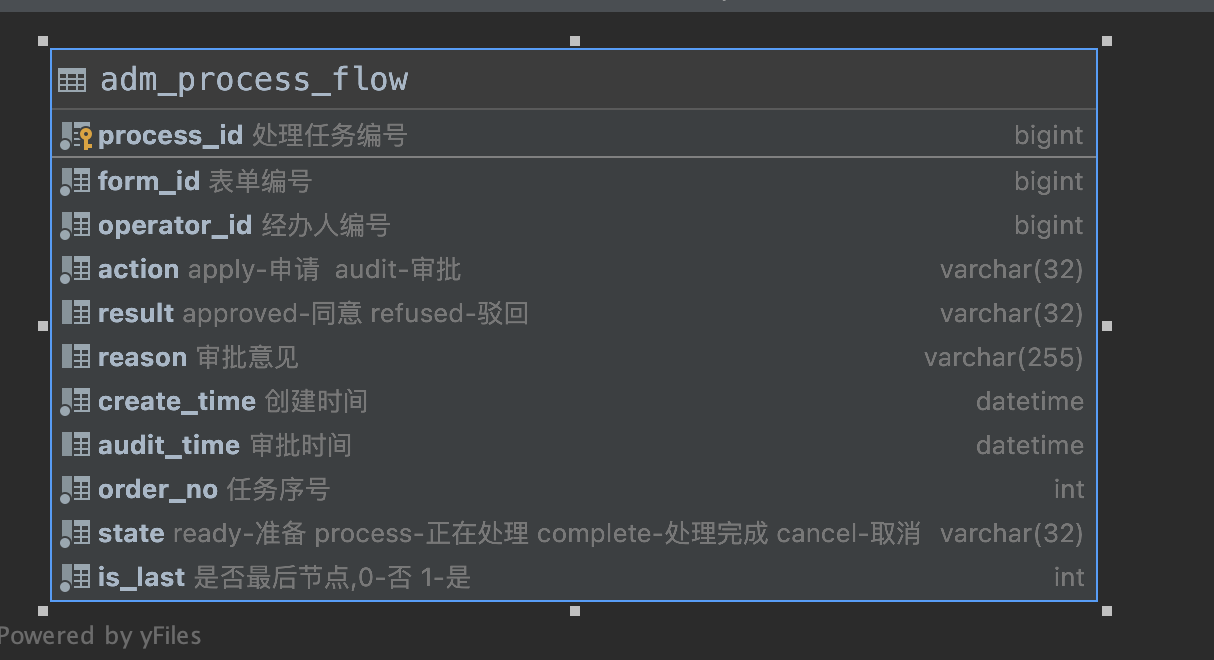 adm_process_flow
process_id 处理任务编号 bigint
form_id 表单编号 bigint
operator_id 经办人编号 bigint
action apply-申请 audit-审批 varchar(32)
result approved-同意 refused-驳回 varchar(32)
reason 审批意见 varchar(255)
create_time 创建时间 datetime
audit_time 审批时间 datetime
order_no 任务序号 int
state ready-准备 process-正在处理 complete-处理完成 cancel-取消 varchar(32)
is_last 是否最后节点,0-否 1-是 int
Powered by yFiles